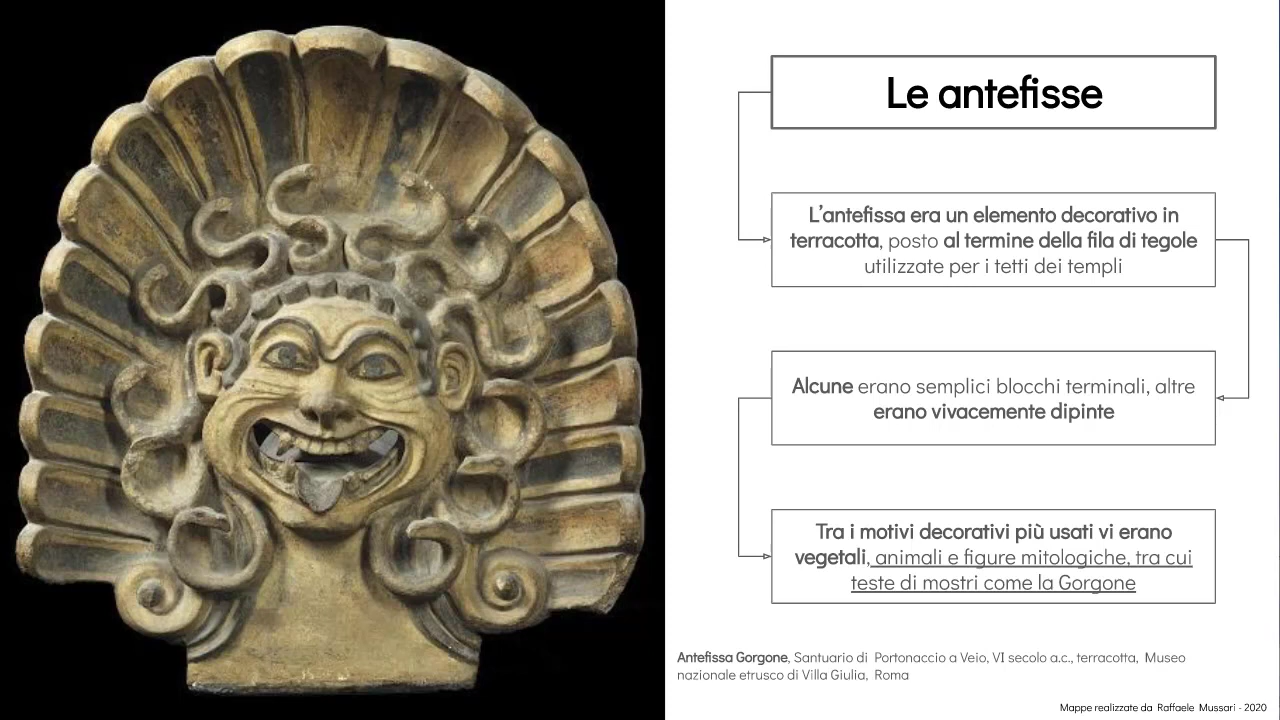 Le antefisse
L’antefissa era un elemento decorativo in
terracotta, posto al termine della fila di tegole
utilizzate per i tetti dei templi
Alcune erano semplici blocchi terminali, altre
erano vivacemente dipinte
Tra i motivi decorativi più usati vi erano
vegetali, animali e figure mitologiche, tra cui
teste di mostri come la Gorgone
Antefissa Gorgone, Santuario di Portonaccio a Veio, VI secolo a.c., terracotta, Museo
nazionale etrusco di Villa Giulia, Roma
Mappe realizzate da Raffaele Mussari - 2020